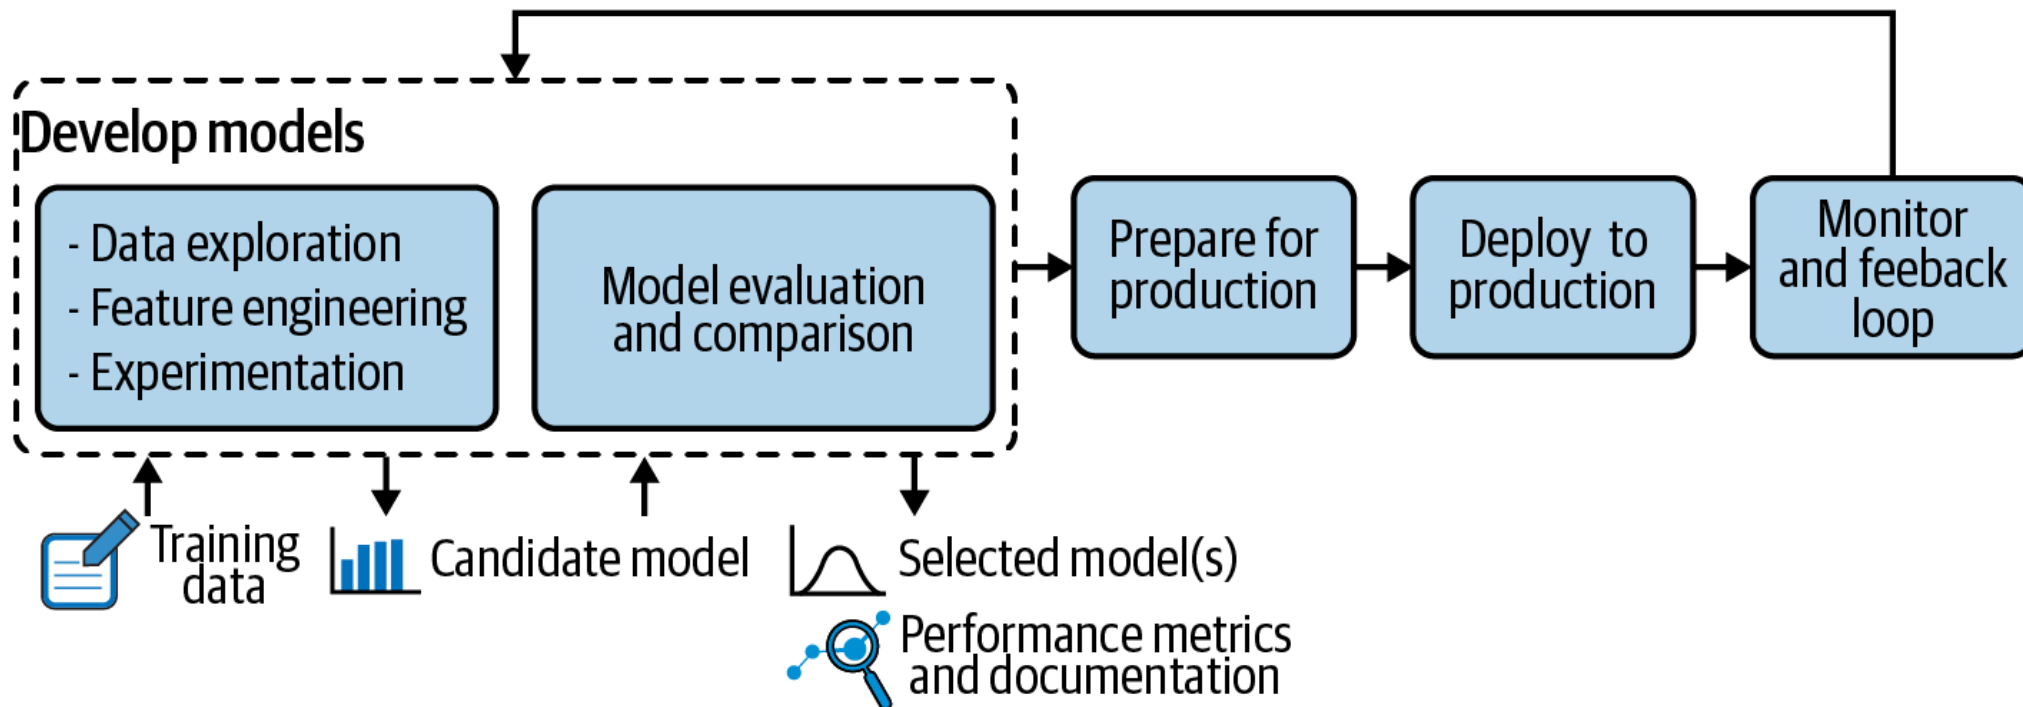 Develop models
- Data exploration
- Feature engineering
- Experimentation
Model evaluation
and comparison
Prepare for
production
Deploy to
production
Monitor
and feeback
loop
Training
data
Candidate model
Selected model(s)
Performance metrics
and documentation